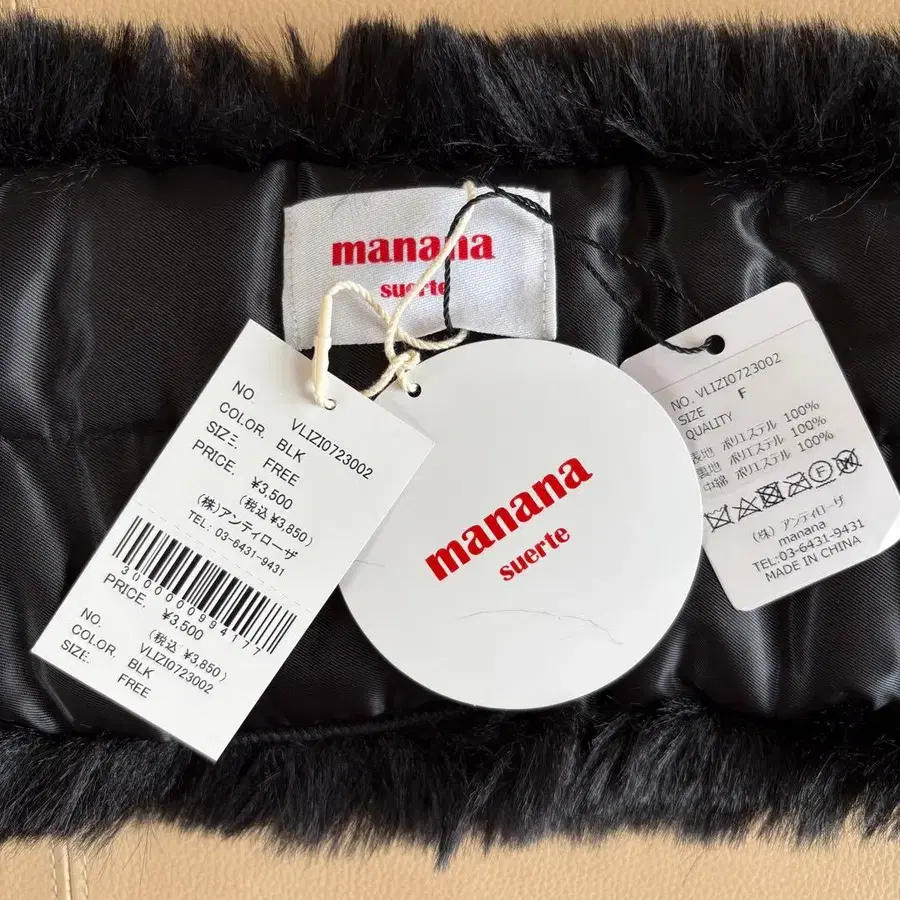 manana
suerte
NO. VLIZI0723002
COLOR. BLK
SIZE. FREE
PRICE. ¥3,500
(税込 ¥3,850)
(株)アンティローザ
TEL: 03-6431-9431
3000000994177
PRICE. ¥3,500
(税込 ¥3,850)
NO. VLIZI0723002
COLOR. BLK
SIZE. FREE
manana
suerte
NO. VLIZI0723002
SIZE F
QUALITY
表地 ポリエステル 100%
裏地 ポリエステル 100%
中綿 ポリエステル 100%
F
(株) アンティローザ
manana
TEL:03-6431-9431
MADE IN CHINA